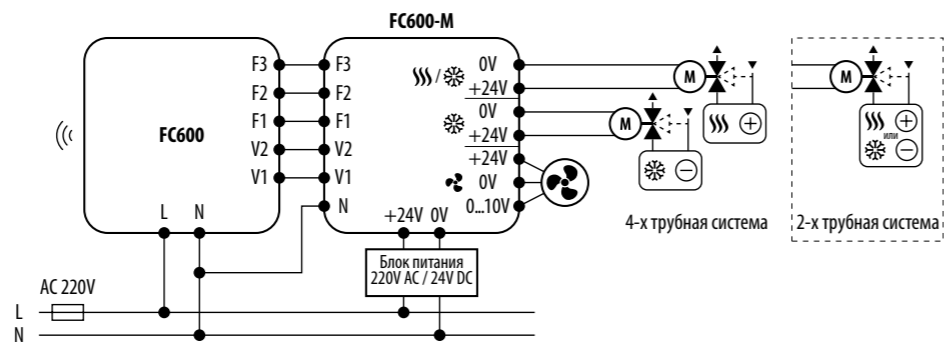 FC600-M
FC600
F3
F2
F1
V2
V1
L
N
F3
F2
F1
V2
V1
N
/
0V
+24V
0V
+24V
+24V
0V
0...10V
+24V 0V
M
M
4-х трубная система
M
или
2-х трубная система
Блок питания
220V AC / 24V DC
AC 220V
L
N